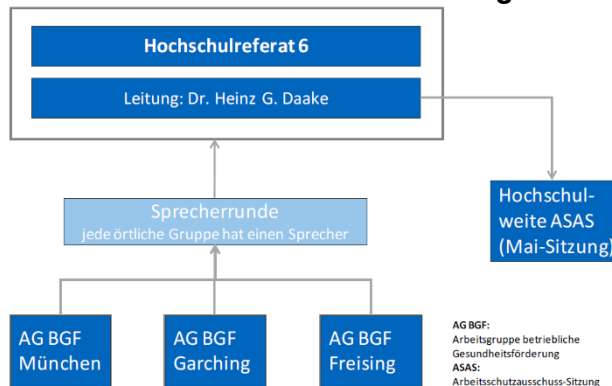 Hochschulreferat 6
Leitung: Dr. Heinz G. Daake
Sprecherrunde
jede örtliche Gruppe hat einen Sprecher
Hochschul-
weite ASAS
(Mai-Sitzung)
AG BGF
München
AG BGF
Garching
AG BGF
Freising
AG BGF:
Arbeitsgruppe betriebliche
Gesundheitsförderung
ASAS:
Arbeitsschutzausschuss-Sitzung